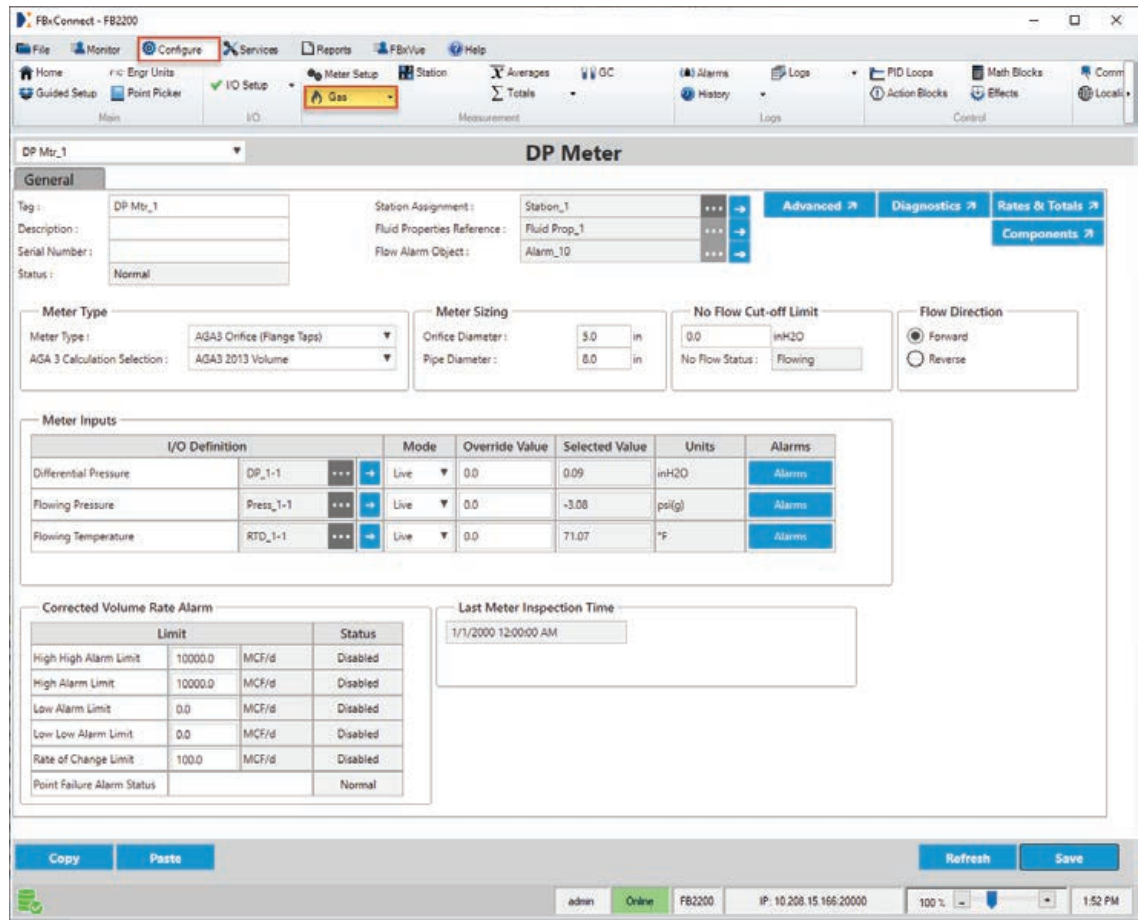 FBxConnect - FB2200
File Monitor Configure Services Reports FBxVue Help
Home Engr Units Meter Setup Station Averages GC Alarms Logs PID Loops Math Blocks Comm
Guided Setup Point Picker I/O Setup Gas Totals History Action Blocks Effects Locali
Main I/O Measurement Logs Control
DP Mtr_1 DP Meter
General
Tag : DP Mtr_1 Station Assignment : Station_1 ... Advanced Diagnostics Rates & Totals
Description : Fluid Properties Reference : Fluid Prop_1 ... Components
Serial Number : Flow Alarm Object : Alarm_10 ...
Status : Normal
Meter Type Meter Sizing No Flow Cut-off Limit Flow Direction
Meter Type : AGA3 Orifice (Flange Taps) Orifice Diameter : 5.0 in 0.0 inH2O Forward
AGA 3 Calculation Selection : AGA3 2013 Volume Pipe Diameter : 8.0 in No Flow Status : Flowing Reverse
Meter Inputs
I/O Definition Mode Override Value Selected Value Units Alarms
Differential Pressure DP_1-1 ... Live 0.0 0.09 inH2O Alarms
Flowing Pressure Press_1-1 ... Live 0.0 -3.08 psi(g) Alarms
Flowing Temperature RTD_1-1 ... Live 0.0 71.07 °F Alarms
Corrected Volume Rate Alarm Last Meter Inspection Time
Limit Status 1/1/2000 12:00:00 AM
High High Alarm Limit 10000.0 MCF/d Disabled
High Alarm Limit 10000.0 MCF/d Disabled
Low Alarm Limit 0.0 MCF/d Disabled
Low Low Alarm Limit 0.0 MCF/d Disabled
Rate of Change Limit 100.0 MCF/d Disabled
Point Failure Alarm Status Normal
Copy Paste Refresh Save
admin Online FB2200 IP: 10.208.15.166:20000 100 % - + 1:52 PM